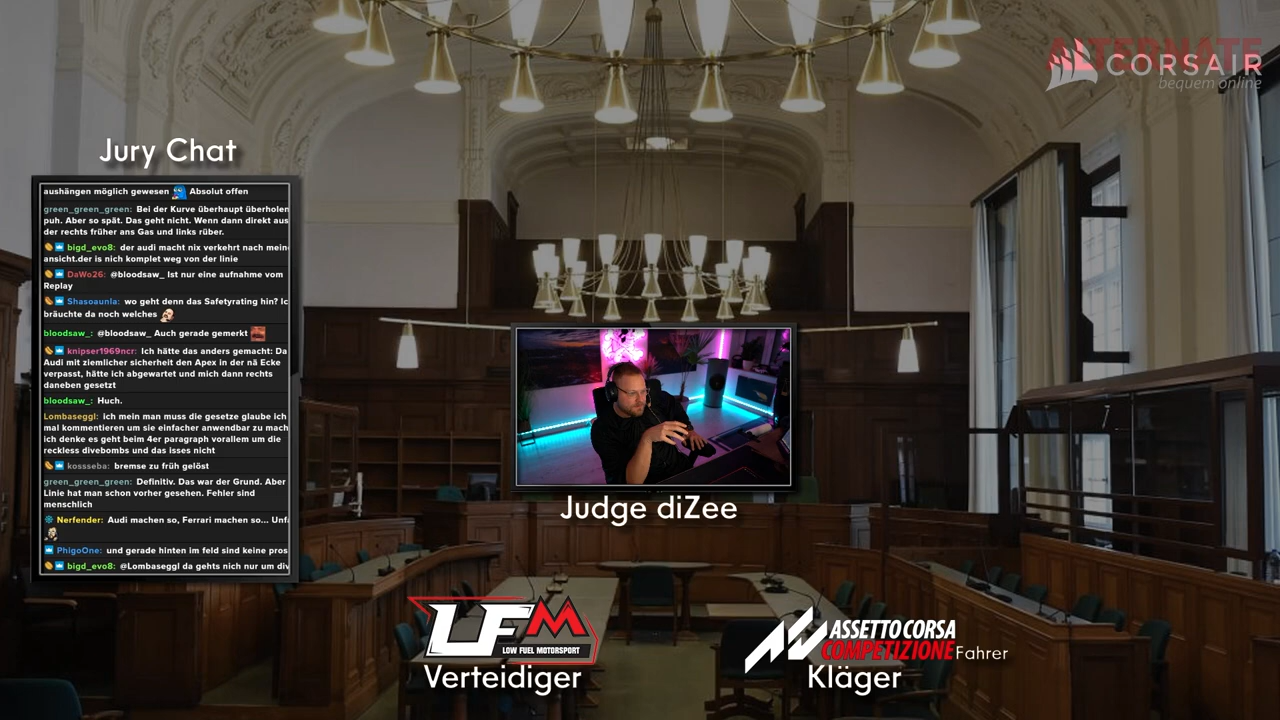 ALTERNATE
CORSAIR
bequem online
Jury Chat
aushängen möglich gewesen Absolut offen
green_green_green: Bei der Kurve überhaupt überholen
puh. Aber so spät. Das geht nicht. Wenn dann direkt aus
der rechts früher ans Gas und links rüber.
bigd_evo8: der audi macht nix verkehrt nach mein
ansicht.der is nich komplet weg von der linie
DaWo26: @bloodsaw_ Ist nur eine aufnahme vom
Replay
Shasoaunla: wo geht denn das Safetyrating hin? Ic
bräuchte da noch welches
bloodsaw_: @bloodsaw_ Auch gerade gemerkt
knipser1969ncr: Ich hätte das anders gemacht: Da
Audi mit ziemlicher sicherheit den Apex in der nä Ecke
verpasst, hätte ich abgewartet und mich dann rechts
daneben gesetzt
bloodsaw_: Huch.
Lombaseggl: ich mein man muss die gesetze glaube ich
mal kommentieren um sie einfacher anwendbar zu mach
ich denke es geht beim 4er paragraph vorallem um die
reckless divebombs und das isses nicht
kossseba: bremse zu früh gelöst
green_green_green: Definitiv. Das war der Grund. Aber
Linie hat man schon vorher gesehen. Fehler sind
menschlich
Nerfender: Audi machen so, Ferrari machen so... Unf
PhigoOne: und gerade hinten im feld sind keine pros
bigd_evo8: @Lombaseggl da gehts nich nur um div
Judge diZee
LFM
LOW FUEL MOTORSPORT
Verteidiger
ASSETTO CORSA
COMPETIZIONE Fahrer
Kläger